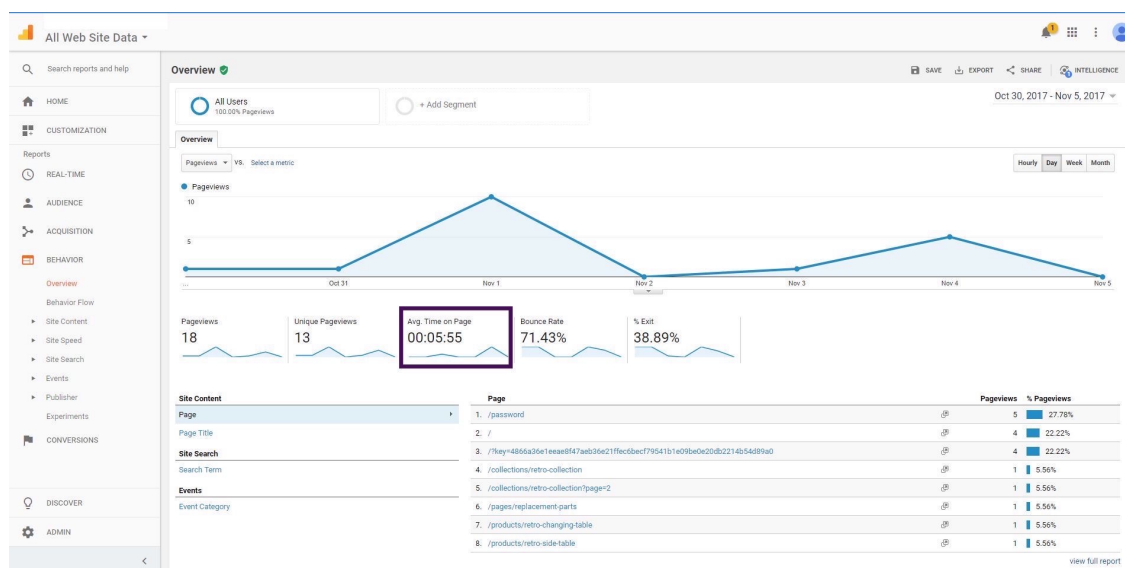 All Web Site Data
1
Search reports and help
HOME
CUSTOMIZATION
Reports
REAL-TIME
AUDIENCE
ACQUISITION
BEHAVIOR
Overview
Behavior Flow
Site Content
Site Speed
Site Search
Events
Publisher
Experiments
CONVERSIONS
DISCOVER
ADMIN
Overview
SAVE EXPORT SHARE INTELLIGENCE
All Users
100.00% Pageviews
+ Add Segment
Oct 30, 2017 - Nov 5, 2017
Overview
Pageviews VS. Select a metric
Hourly Day Week Month
Pageviews
10
5
... Oct 31 Nov 1 Nov 2 Nov 3 Nov 4 Nov 5
Pageviews Unique Pageviews Avg. Time on Page Bounce Rate % Exit
18 13 00:05:55 71.43% 38.89%
Site Content
Page
Page Title
Site Search
Search Term
Events
Event Category
Page Pageviews % Pageviews
1. /password 5 27.78%
2. / 4 22.22%
3. /?key=4866a36e1eeae8f47aeb36e21ffec6becf79541b1e09be0e20db2214b54d89a0 4 22.22%
4. /collections/retro-collection 1 5.56%
5. /collections/retro-collection?page=2 1 5.56%
6. /pages/replacement-parts 1 5.56%
7. /products/retro-changing-table 1 5.56%
8. /products/retro-side-table 1 5.56%
view full report